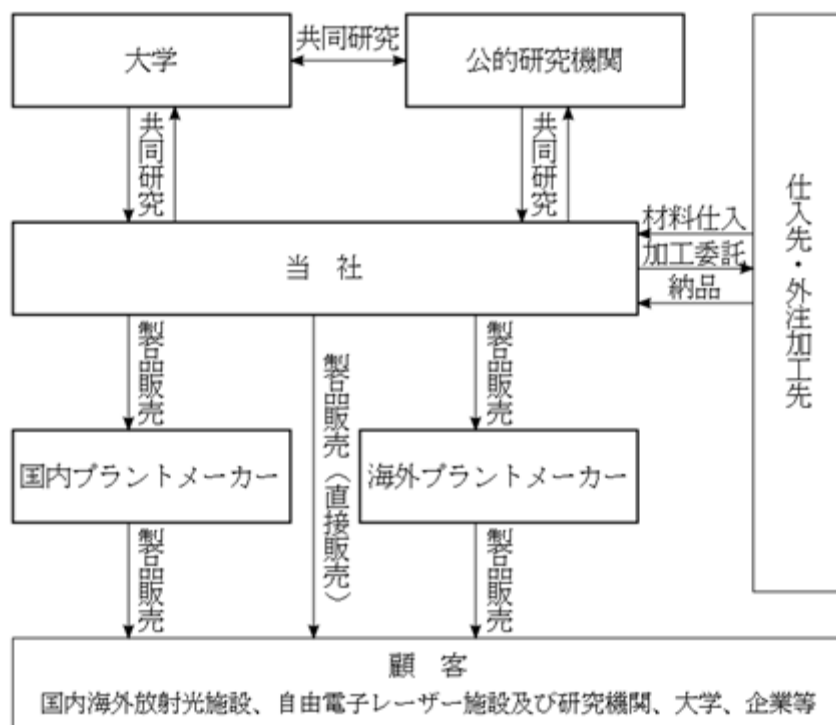 大学
共同研究
公的研究機関
共同研究
共同研究
仕入先・外注加工先
材料仕入
加工委託
納品
当 社
製品販売
製品販売（直接販売）
製品販売
国内プラントメーカー
海外プラントメーカー
製品販売
製品販売
顧 客
国内海外放射光施設、自由電子レーザー施設及び研究機関、大学、企業等